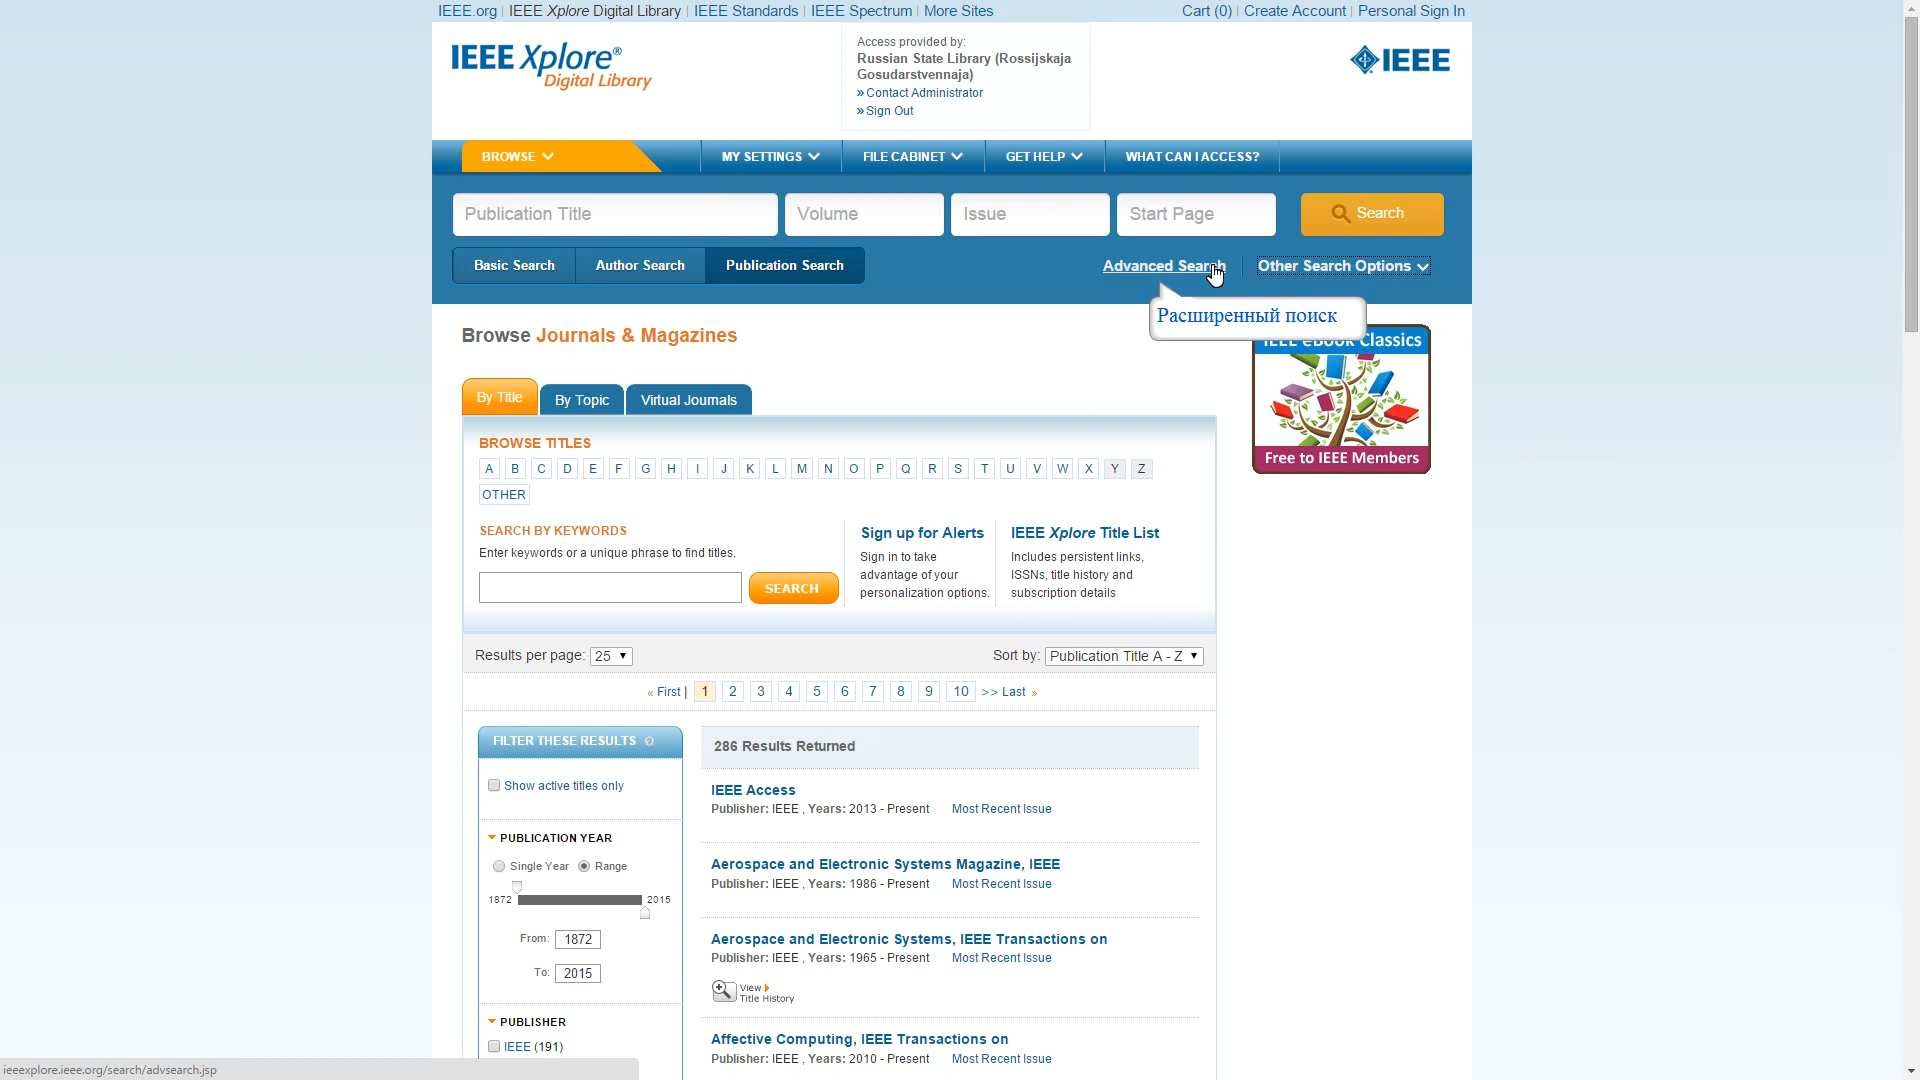 IEEE.org | IEEE Xplore Digital Library | IEEE Standards | IEEE Spectrum | More Sites
Cart (0) | Create Account | Personal Sign In
IEEE Xplore®
Digital Library
Access provided by:
Russian State Library (Rossijskaja
Gosudarstvennaja)
» Contact Administrator
» Sign Out
IEEE
BROWSE
MY SETTINGS
FILE CABINET
GET HELP
WHAT CAN I ACCESS?
Publication Title
Volume
Issue
Start Page
Search
Basic Search
Author Search
Publication Search
Advanced Search
Other Search Options
Расширенный поиск
Browse Journals & Magazines
IEEE eBook Classics
Free to IEEE Members
By Title
By Topic
Virtual Journals
BROWSE TITLES
A B C D E F G H I J K L M N O P Q R S T U V W X Y Z
OTHER
SEARCH BY KEYWORDS
Enter keywords or a unique phrase to find titles.
SEARCH
Sign up for Alerts
Sign in to take
advantage of your
personalization options.
IEEE Xplore Title List
Includes persistent links,
ISSNs, title history and
subscription details
Results per page: 25
Sort by: Publication Title A - Z
« First | 1 2 3 4 5 6 7 8 9 10 >> Last »
FILTER THESE RESULTS ?
Show active titles only
PUBLICATION YEAR
Single Year Range
1872 2015
From: 1872
To: 2015
PUBLISHER
IEEE (191)
286 Results Returned
IEEE Access
Publisher: IEEE , Years: 2013 - Present Most Recent Issue
Aerospace and Electronic Systems Magazine, IEEE
Publisher: IEEE , Years: 1986 - Present Most Recent Issue
Aerospace and Electronic Systems, IEEE Transactions on
Publisher: IEEE , Years: 1965 - Present Most Recent Issue
View
Title History
Affective Computing, IEEE Transactions on
Publisher: IEEE , Years: 2010 - Present Most Recent Issue
ieeexplore.ieee.org/search/advsearch.jsp